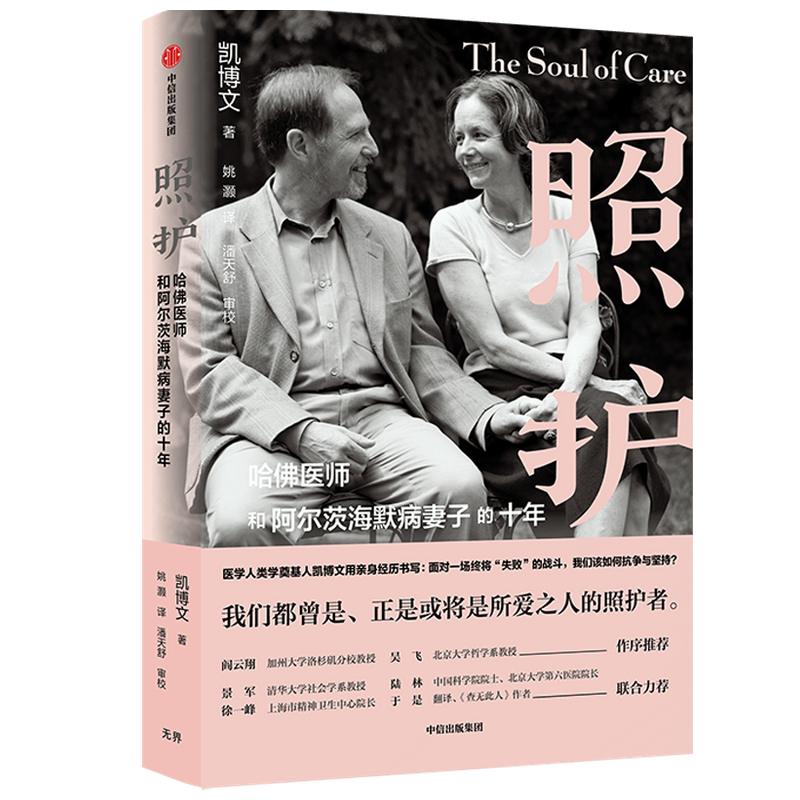 中信出版集团
照护
哈佛医师
和阿尔茨海默病妻子的十年
凯博文 著
姚灏 译 潘天舒 审校
无界
The Soul of Care
凯博文 著
姚灏 译 潘天舒 审校
照护
哈佛医师
和阿尔茨海默病妻子的十年
医学人类学奠基人凯博文用亲身经历书写：面对一场终将“失败”的战斗，我们该如何抗争与坚持？
我们都曾是、正是或将是所爱之人的照护者。
阎云翔 加州大学洛杉矶分校教授 吴飞 北京大学哲学系教授 作序推荐
景军 清华大学社会学系教授 陆林 中国科学院院士、北京大学第六医院院长
徐一峰 上海市精神卫生中心院长 于是 翻译、《查无此人》作者 联合力荐
中信出版集团